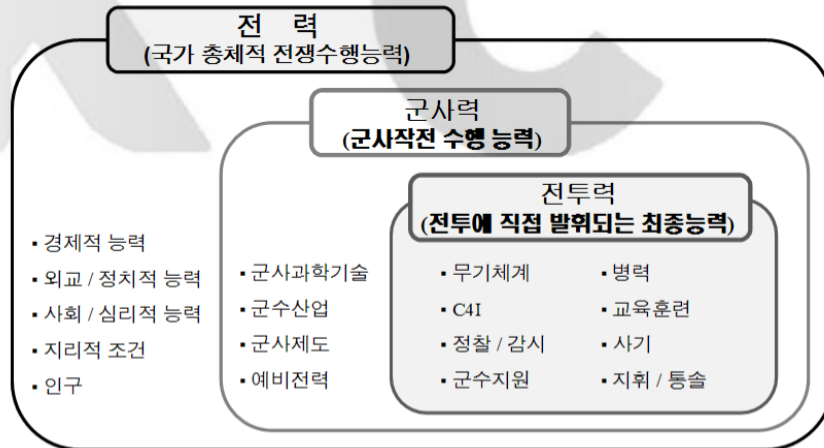 전 력
(국가 총체적 전쟁수행능력)
군사력
(군사작전 수행 능력)
전투력
(전투에 직접 발휘되는 최종능력)
▪ 경제적 능력
▪ 외교 / 정치적 능력
▪ 사회 / 심리적 능력
▪ 지리적 조건
▪ 인구
▪ 군사과학기술
▪ 군수산업
▪ 군사제도
▪ 예비전력
▪ 무기체계
▪ C4I
▪ 정찰 / 감시
▪ 군수지원
▪ 병력
▪ 교육훈련
▪ 사기
▪ 지휘 / 통솔